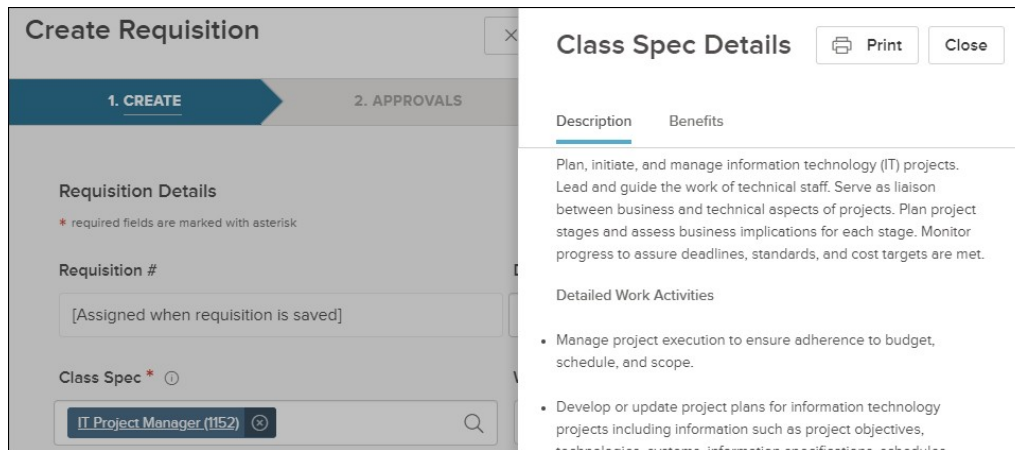 Create Requisition
1. CREATE
2. APPROVALS
Requisition Details
* required fields are marked with asterisk
Requisition #
[Assigned when requisition is saved]
Class Spec *
IT Project Manager (1152)
Class Spec Details
Print
Close
Description
Benefits
Plan, initiate, and manage information technology (IT) projects.
Lead and guide the work of technical staff. Serve as liaison
between business and technical aspects of projects. Plan project
stages and assess business implications for each stage. Monitor
progress to assure deadlines, standards, and cost targets are met.
Detailed Work Activities
• Manage project execution to ensure adherence to budget,
schedule, and scope.
• Develop or update project plans for information technology
projects including information such as project objectives,
technologies, systems, information specifications, schedules